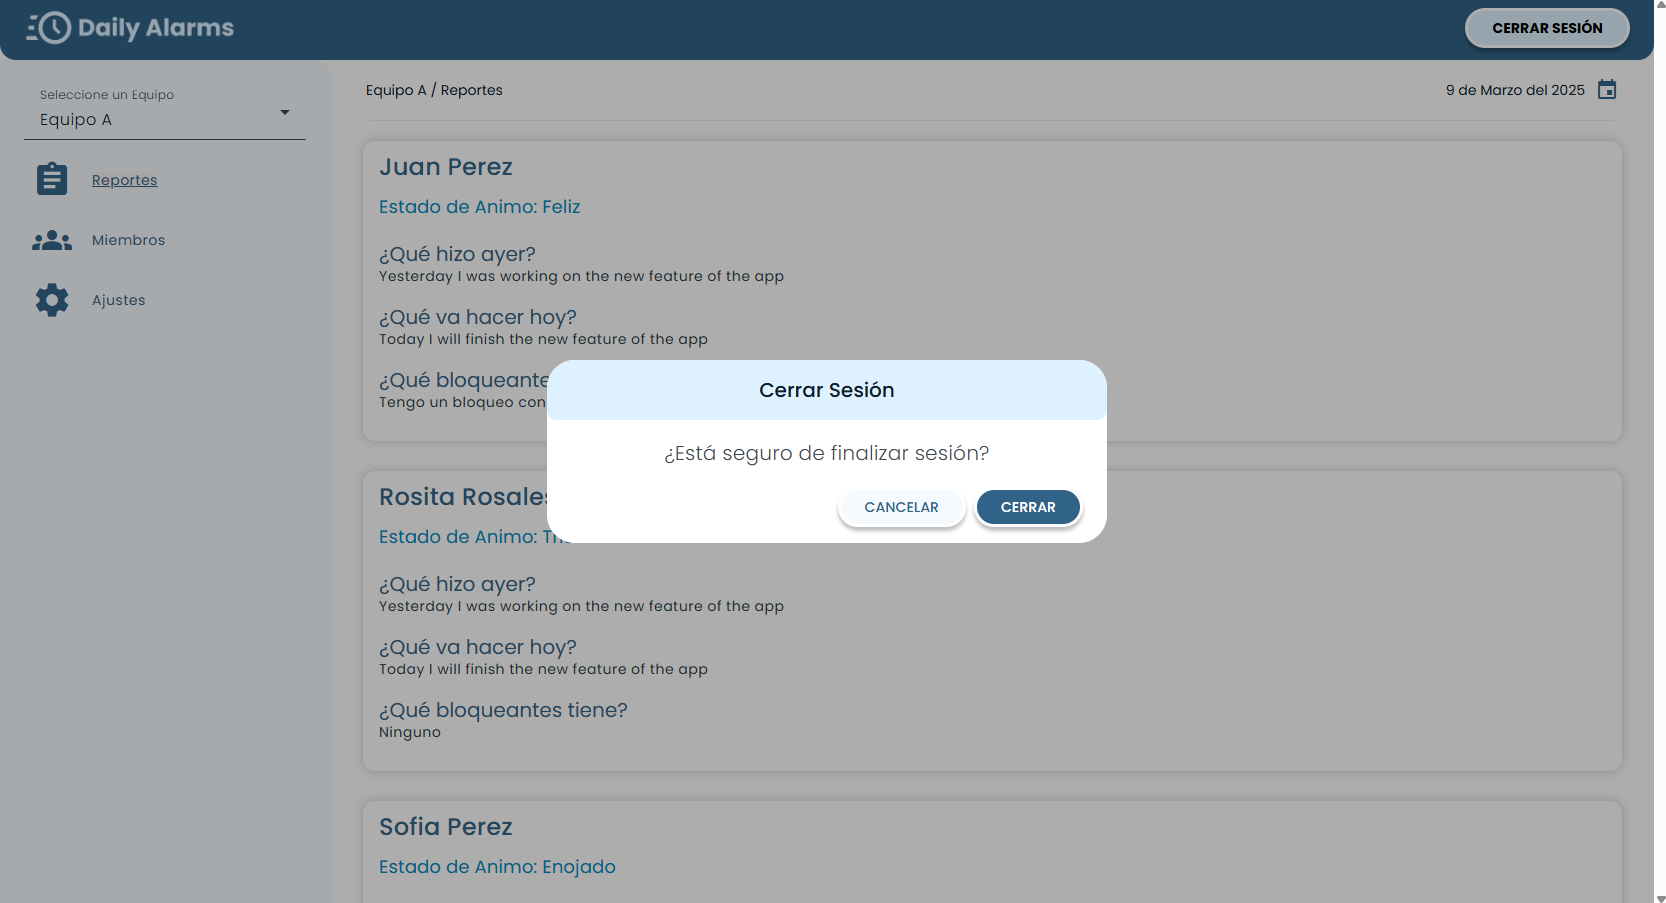 Daily Alarms
CERRAR SESIÓN
Seleccione un Equipo
Equipo A
Reportes
Miembros
Ajustes
Equipo A / Reportes
9 de Marzo del 2025
Juan Perez
Estado de Animo: Feliz
¿Qué hizo ayer?
Yesterday I was working on the new feature of the app
¿Qué va hacer hoy?
Today I will finish the new feature of the app
¿Qué bloqueante
Tengo un bloqueo con
Cerrar Sesión
¿Está seguro de finalizar sesión?
CANCELAR
CERRAR
Rosita Rosales
Estado de Animo:
¿Qué hizo ayer?
Yesterday I was working on the new feature of the app
¿Qué va hacer hoy?
Today I will finish the new feature of the app
¿Qué bloqueantes tiene?
Ninguno
Sofia Perez
Estado de Animo: Enojado